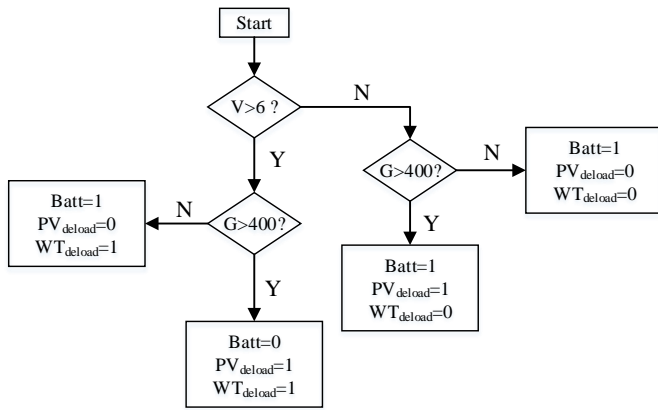 Start
V>6 ?
N
Y
G>400?
N
Batt=1
PVdeload=0
WTdeload=0
Y
Batt=1
PVdeload=1
WTdeload=0
G>400?
N
Batt=1
PVdeload=0
WTdeload=1
Y
Batt=0
PVdeload=1
WTdeload=1